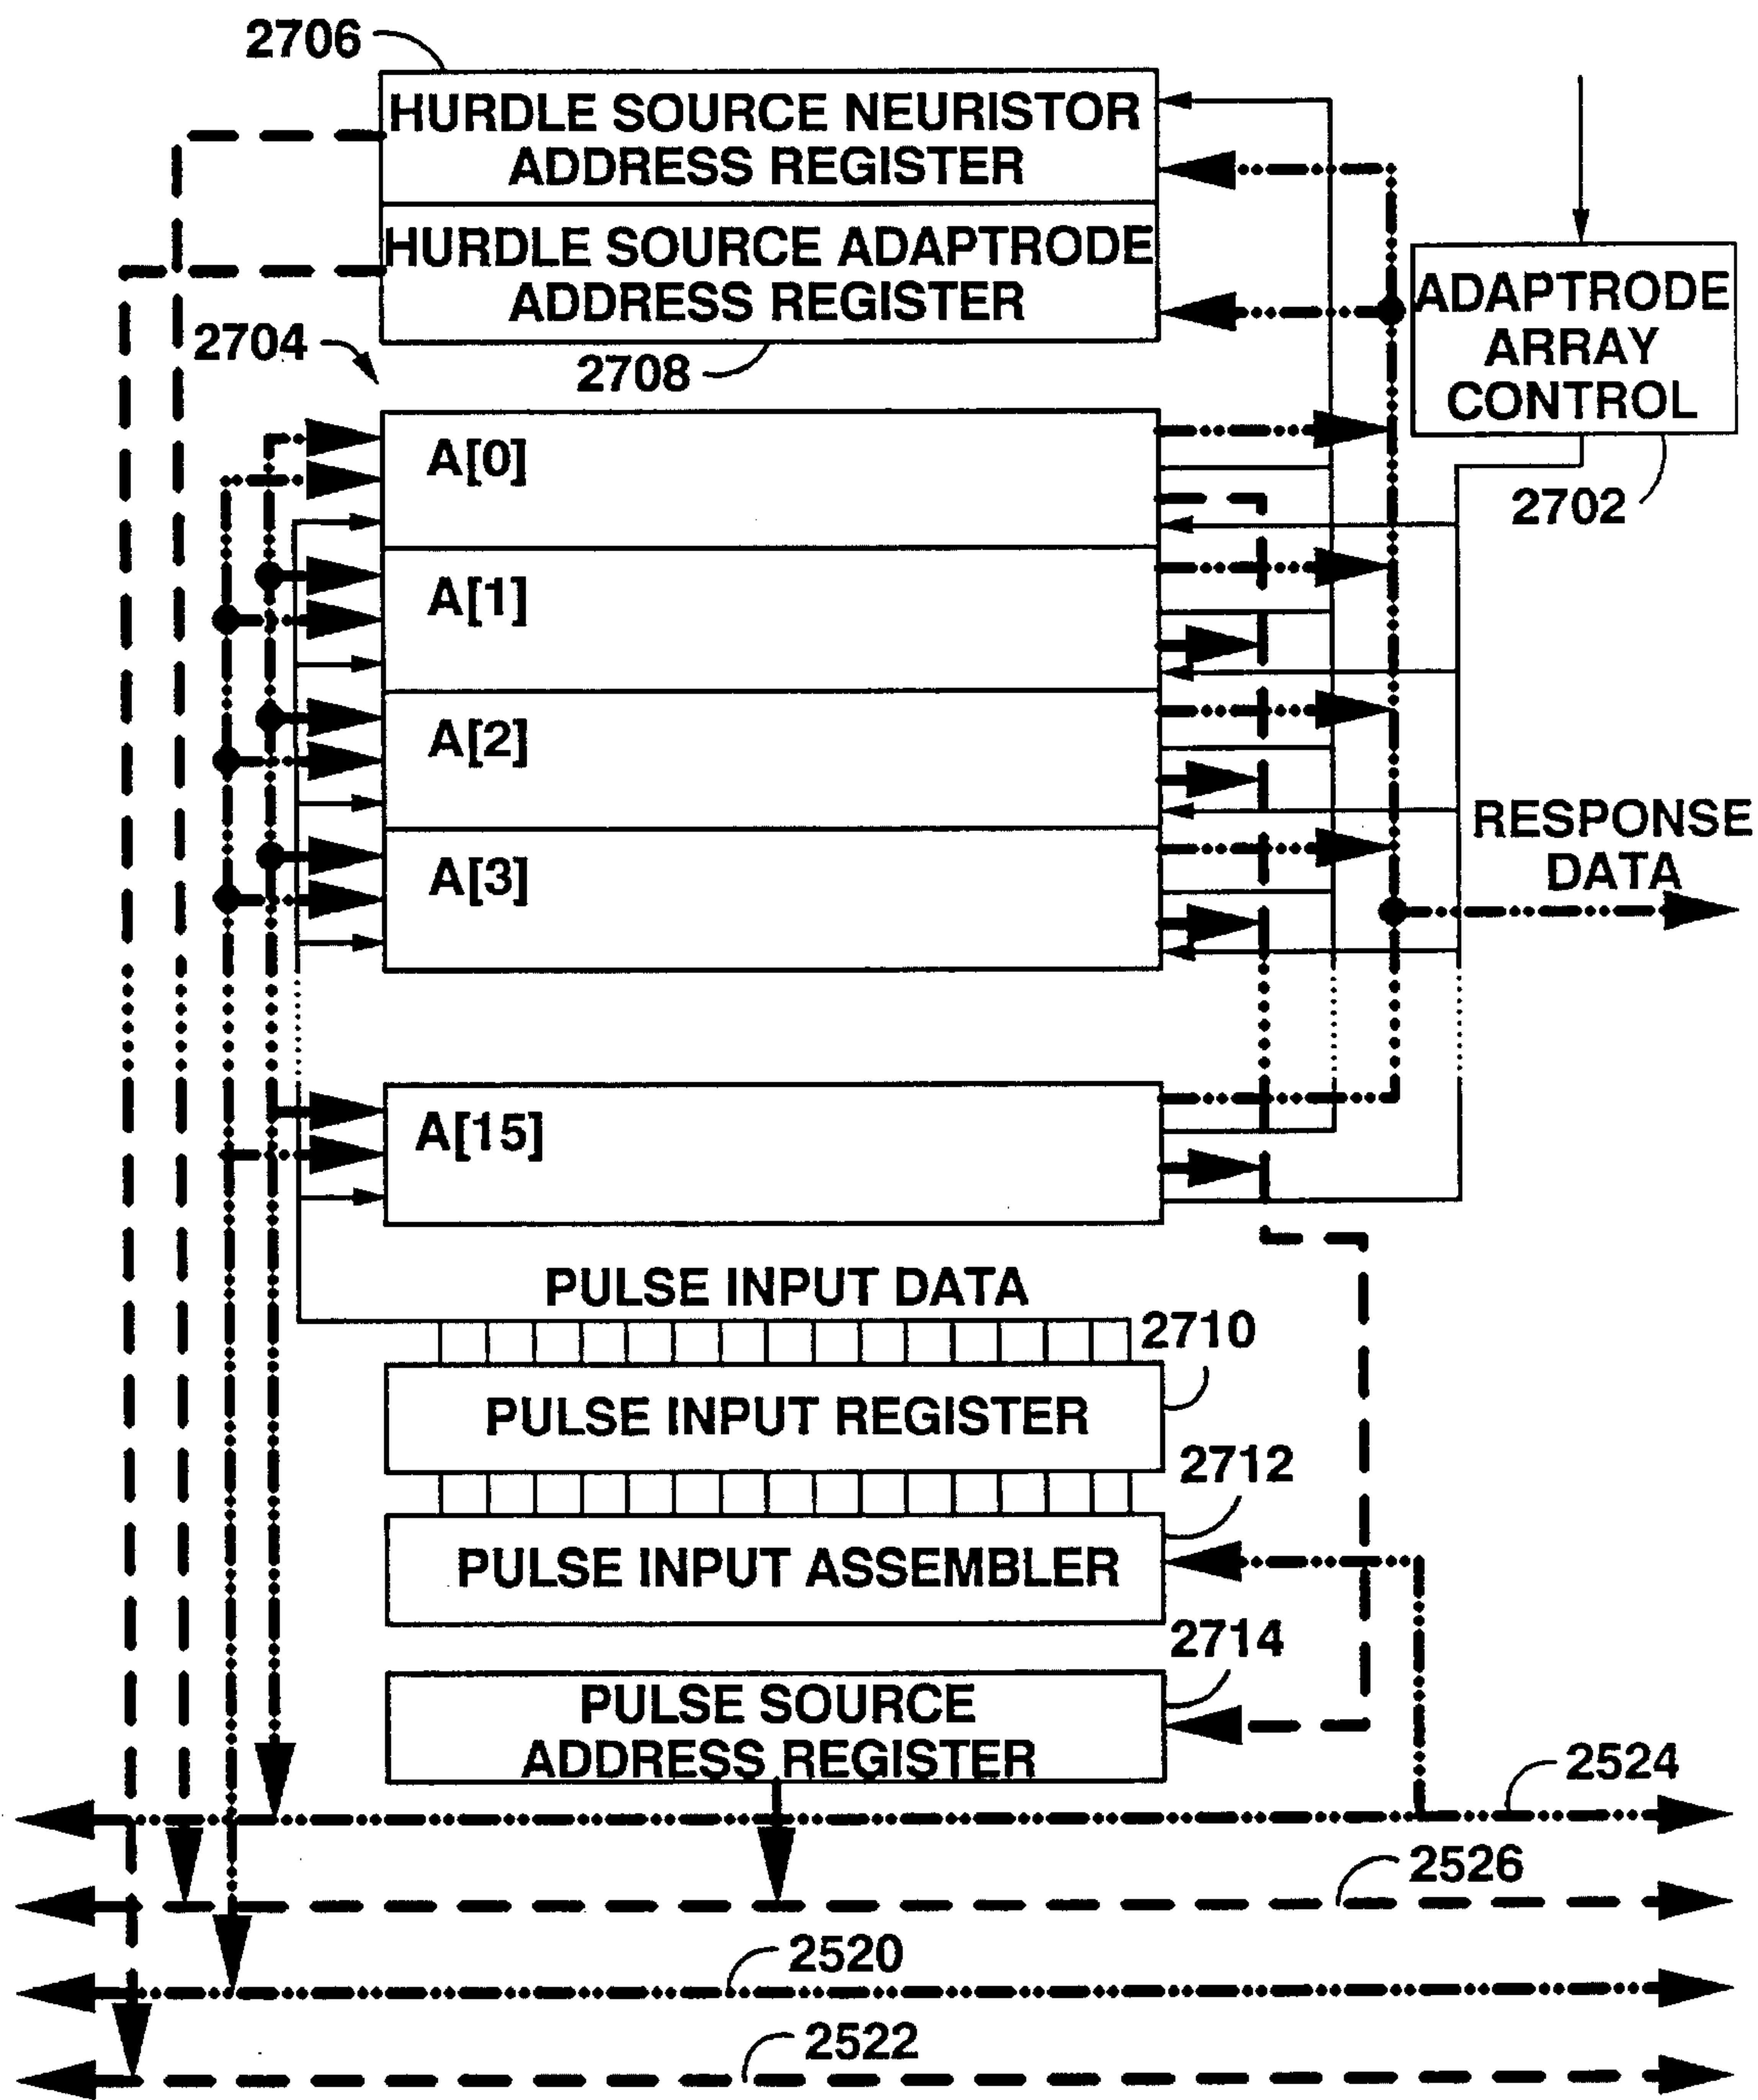 2706
HURDLE SOURCE NEURISTOR
ADDRESS REGISTER
HURDLE SOURCE ADAPTRODE
ADDRESS REGISTER
2704
2708
ADAPTRODE
ARRAY
CONTROL
2702
A[0]
A[1]
A[2]
A[3]
RESPONSE
DATA
A[15]
PULSE INPUT DATA
2710
PULSE INPUT REGISTER
2712
PULSE INPUT ASSEMBLER
2714
PULSE SOURCE
ADDRESS REGISTER
2524
2526
2520
2522